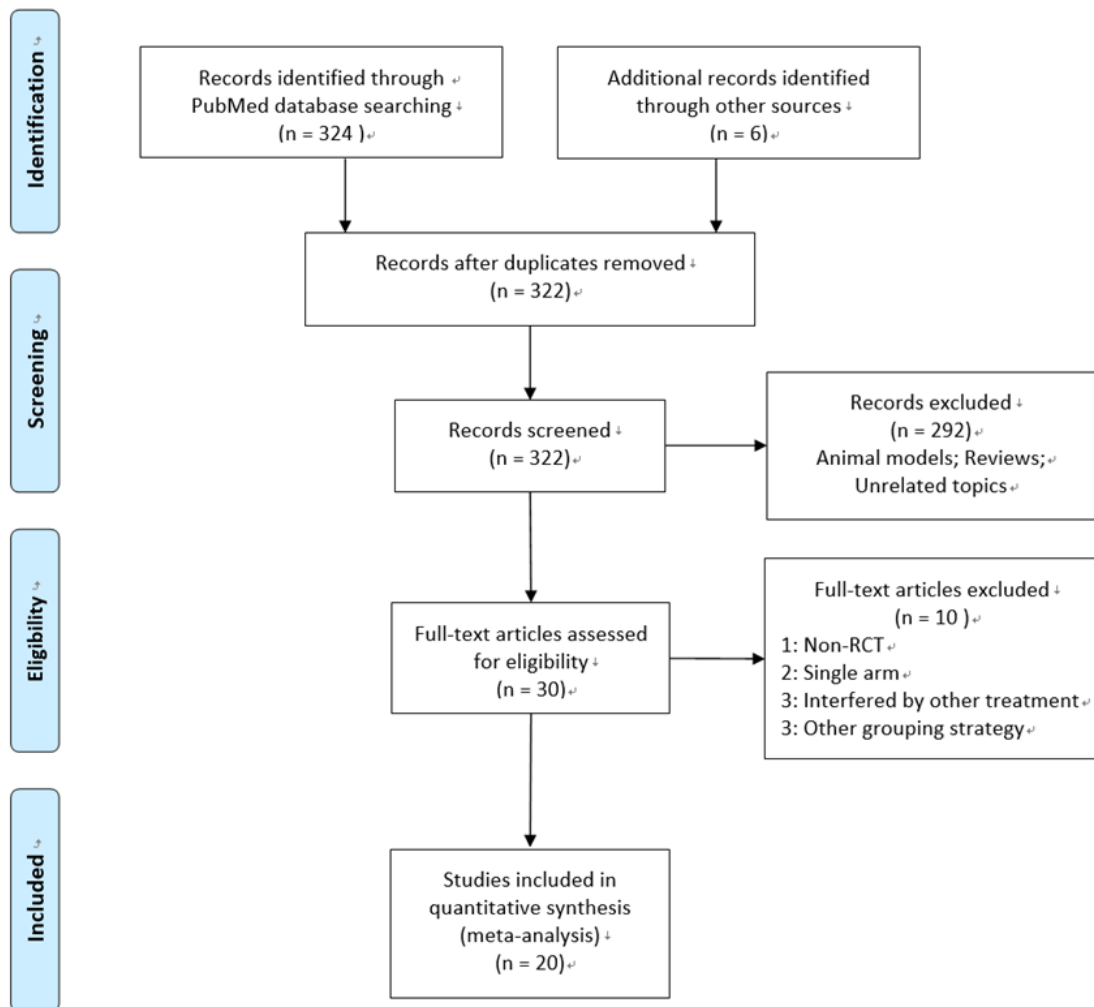 Identification
Records identified through
PubMed database searching
(n = 324 )
Additional records identified
through other sources
(n = 6)
Records after duplicates removed
(n = 322)
Screening
Records screened
(n = 322)
Records excluded
(n = 292)
Animal models; Reviews;
Unrelated topics
Eligibility
Full-text articles assessed
for eligibility
(n = 30)
Full-text articles excluded
(n = 10 )
1: Non-RCT
2: Single arm
3: Interfered by other treatment
3: Other grouping strategy
Included
Studies included in
quantitative synthesis
(meta-analysis)
(n = 20)